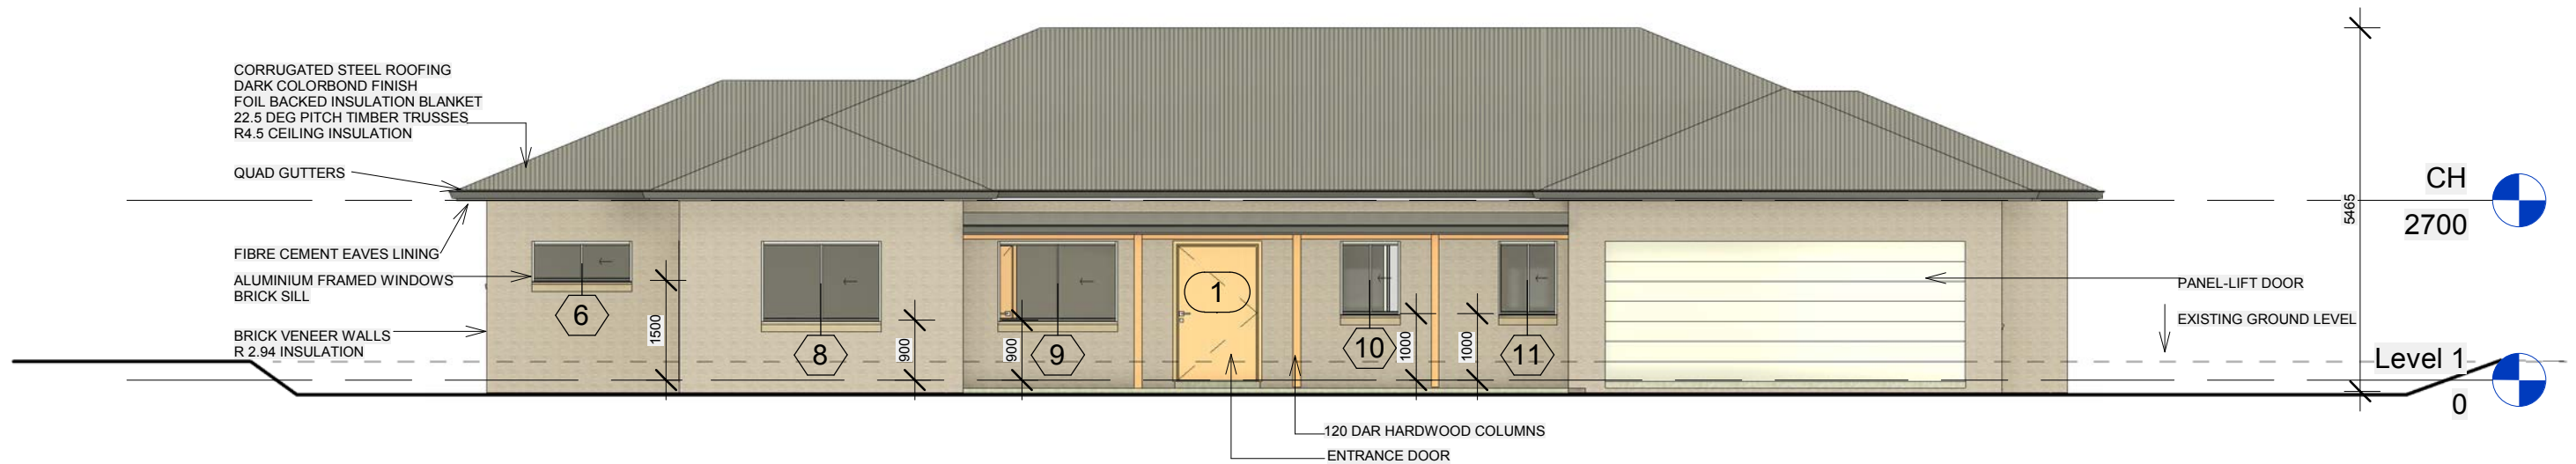 CORRUGATED STEEL ROOFING
DARK COLORBOND FINISH
FOIL BACKED INSULATION BLANKET
22.5 DEG PITCH TIMBER TRUSSES
R4.5 CEILING INSULATION
QUAD GUTTERS
FIBRE CEMENT EAVES LINING
ALUMINIUM FRAMED WINDOWS
BRICK SILL
BRICK VENEER WALLS
R 2.94 INSULATION
6
1500
8
900
900
9
1
10
1000
1000
11
120 DAR HARDWOOD COLUMNS
ENTRANCE DOOR
PANEL-LIFT DOOR
EXISTING GROUND LEVEL
5465
CH
2700
Level 1
0